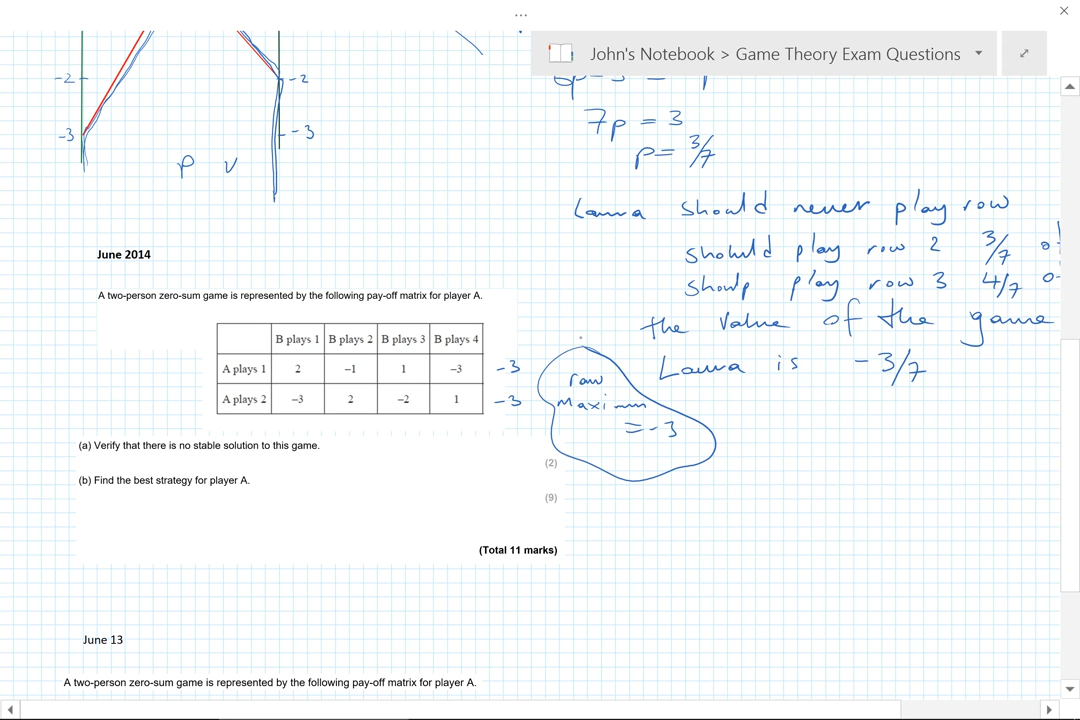 John's Notebook > Game Theory Exam Questions
-2
-2
-3
-3
p v
7p = 3
p = 3/7
Laura should never play row
should play row 2 3/7
shoulp play row 3 4/7
the value of the game
Laura is -3/7
June 2014
A two-person zero-sum game is represented by the following pay-off matrix for player A.
B plays 1 B plays 2 B plays 3 B plays 4
A plays 1 2 −1 1 −3 -3
A plays 2 −3 2 −2 1 -3
row
maximum
= -3
(a) Verify that there is no stable solution to this game.
(2)
(b) Find the best strategy for player A.
(9)
(Total 11 marks)
June 13
A two-person zero-sum game is represented by the following pay-off matrix for player A.